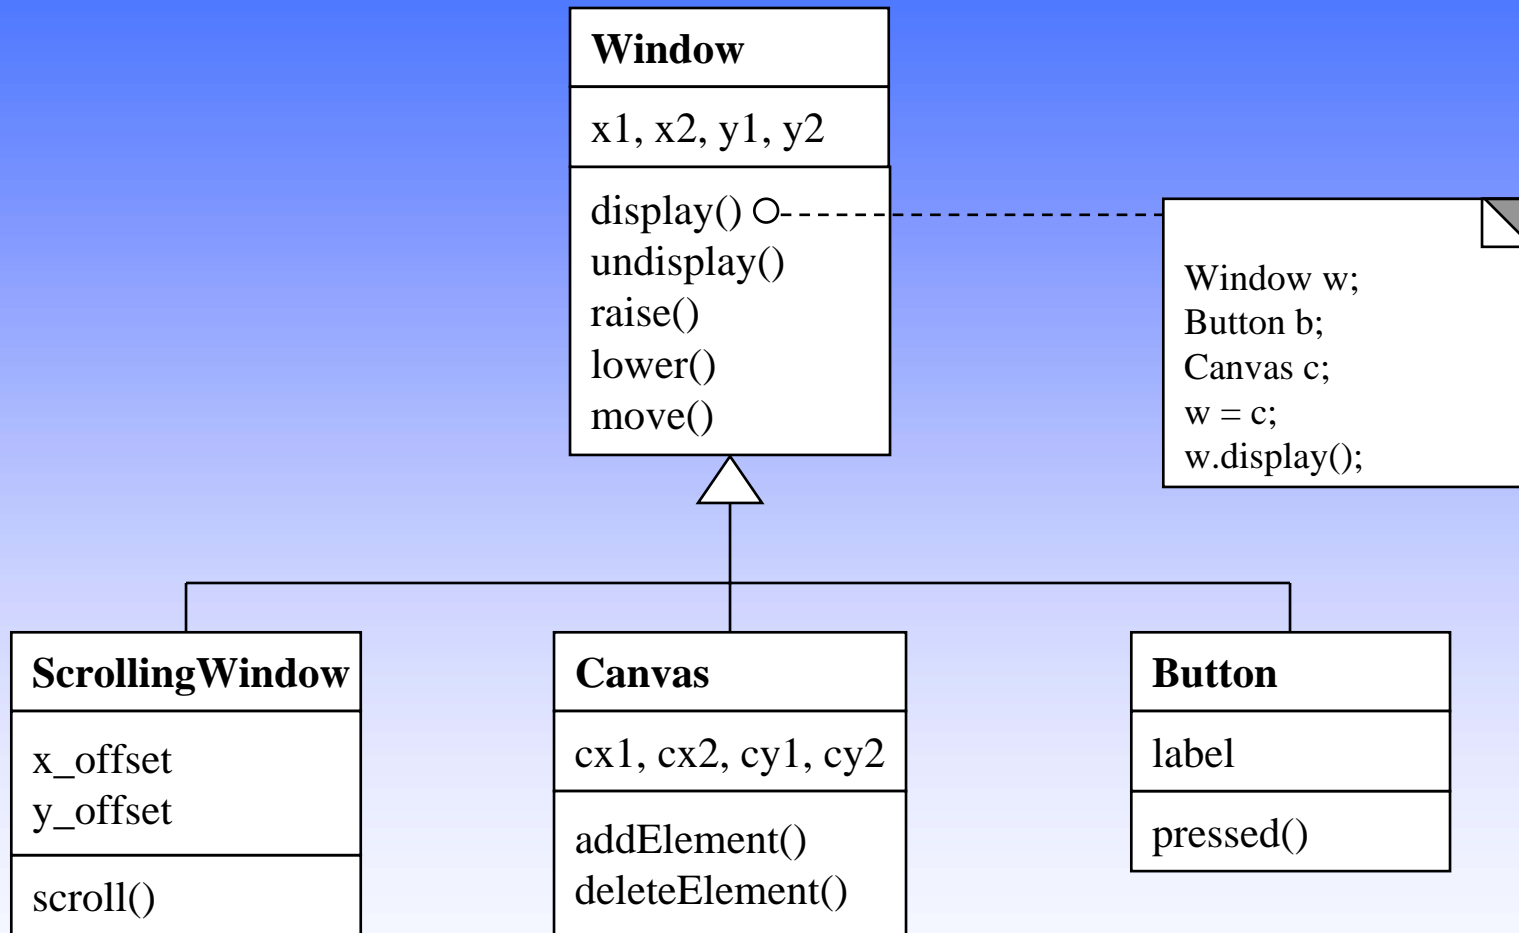 Window
x1, x2, y1, y2
display()
undisplay()
raise()
lower()
move()
Window w;
Button b;
Canvas c;
w = c;
w.display();
ScrollingWindow
x_offset
y_offset
scroll()
Canvas
cx1, cx2, cy1, cy2
addElement()
deleteElement()
Button
label
pressed()